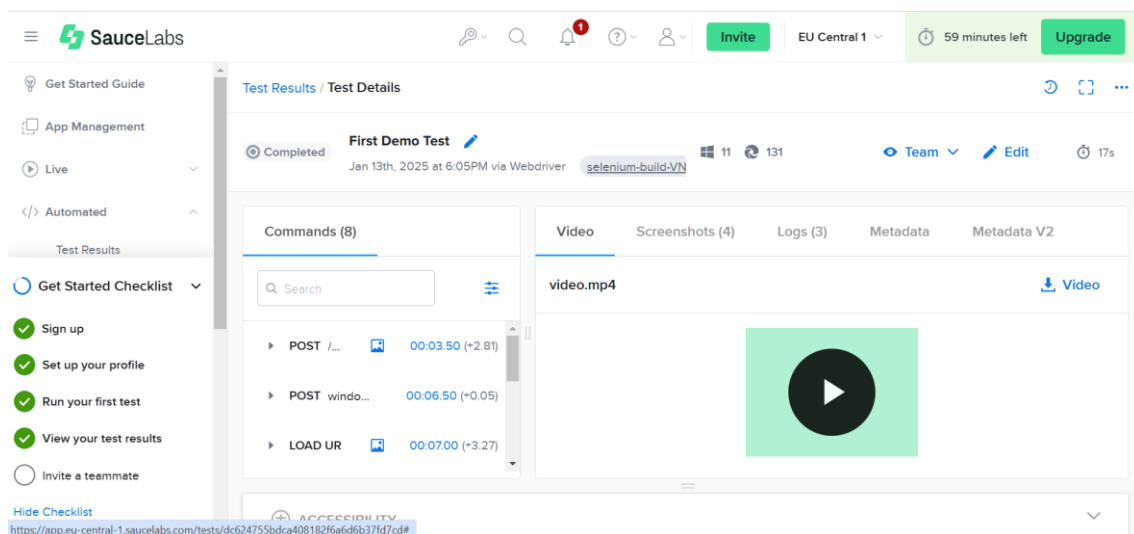 SauceLabs
1
Invite
EU Central 1
59 minutes left
Upgrade
Get Started Guide
App Management
Live
</> Automated
Test Results
Get Started Checklist
Sign up
Set up your profile
Run your first test
View your test results
Invite a teammate
Hide Checklist
Test Results / Test Details
Completed
First Demo Test
Jan 13th, 2025 at 6:05PM via Webdriver
selenium-build-VN
11
131
Team
Edit
17s
Commands (8)
Search
POST /...
00:03.50 (+2.81)
POST windo...
00:06.50 (+0.05)
LOAD UR
00:07.00 (+3.27)
Video
Screenshots (4)
Logs (3)
Metadata
Metadata V2
video.mp4
Video
ACCESSIBILITY
https://app.eu-central-1.saucelabs.com/tests/dc624755bdca408182f6a6d6b37fd7cd#